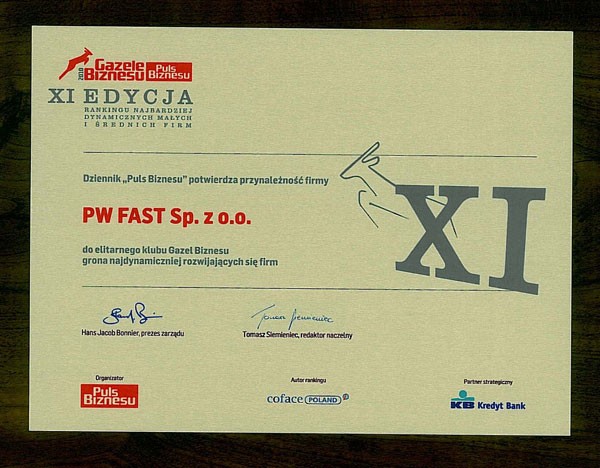 2010
Gazele
Biznesu
Puls
Biznesu
XI EDYCJA
RANKINGU NAJBARDZIEJ
DYNAMICZNYCH MAŁYCH
I ŚREDNICH FIRM
Dziennik „Puls Biznesu” potwierdza przynależność firmy
XI
PW FAST Sp. z o.o.
do elitarnego klubu Gazel Biznesu
grona najdynamiczniej rozwijających się firm
Hans Jacob Bonnier, prezes zarządu
Tomasz Siemieniec
Tomasz Siemieniec, redaktor naczelny
Organizator
Puls
Biznesu
Autor rankingu
coface POLAND
Partner strategiczny
KB Kredyt Bank